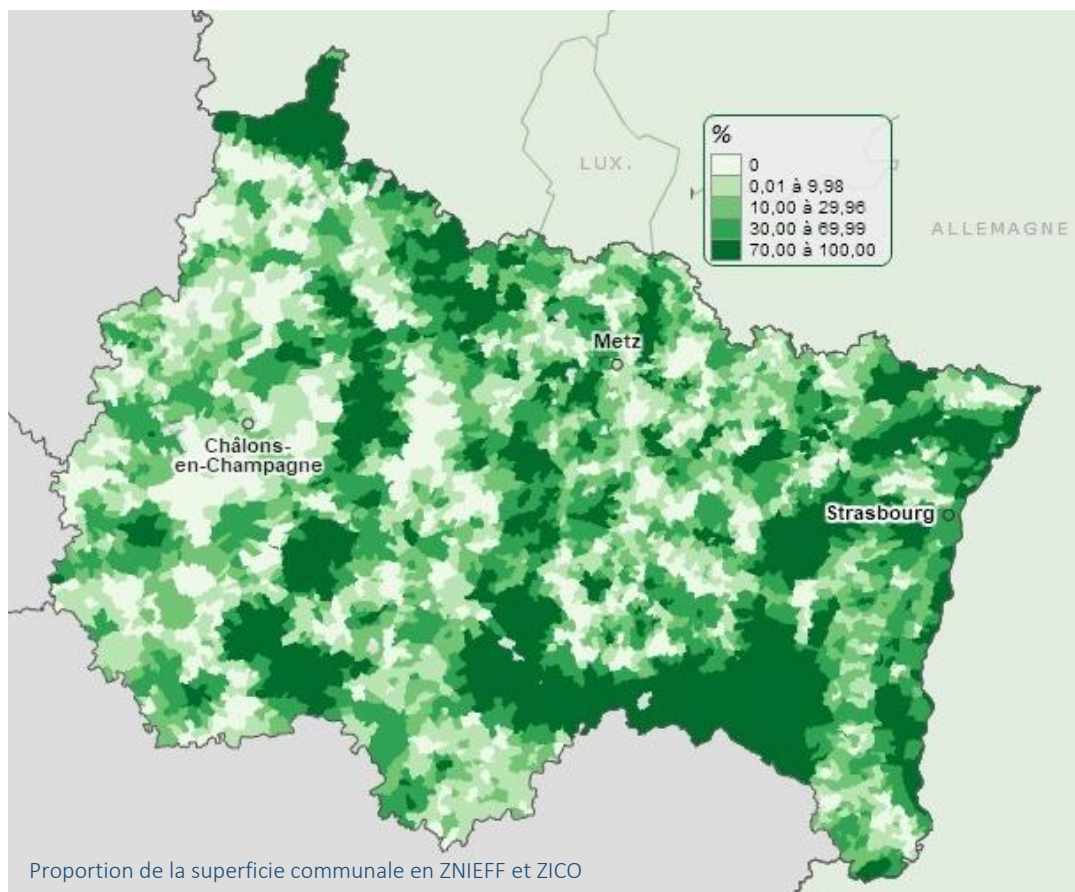 %
0
0,01 à 9,98
10,00 à 29,96
30,00 à 69,99
70,00 à 100,00
LUX.
ALLEMAGNE
Metz
Châlons-
en-Champagne
Strasbourg
Proportion de la superficie communale en ZNIEFF et ZICO